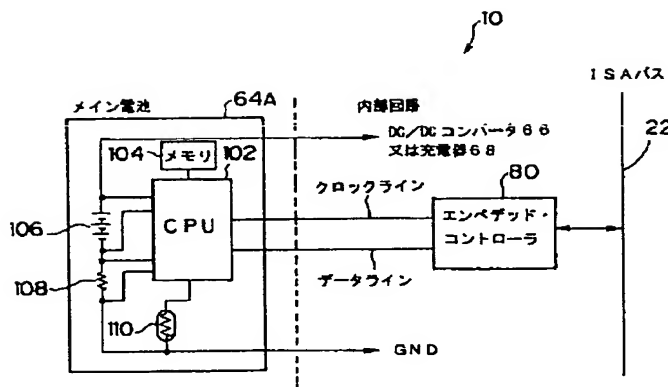 10
ISAバス
メイン電池
64A
内部回路
DC/DC コンバータ66
又は充電器68
22
104
メモリ
102
80
CPU
クロックライン
エンベデッド・
コントローラ
106
データライン
108
110
GND